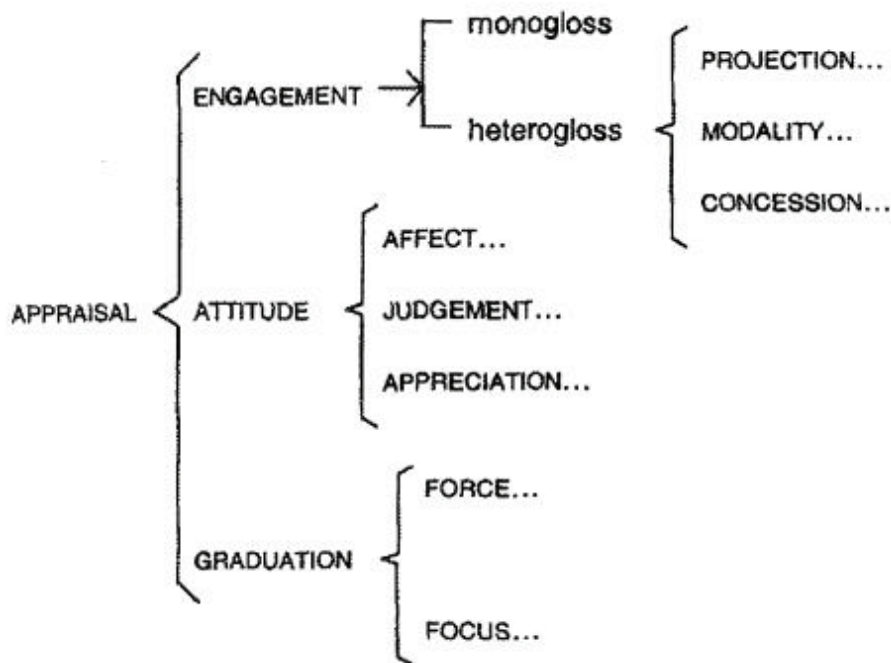 monogloss
PROJECTION...
ENGAGEMENT
heterogloss
MODALITY...
CONCESSION...
AFFECT...
APPRAISAL
ATTITUDE
JUDGEMENT...
APPRECIATION...
FORCE...
GRADUATION
FOCUS...